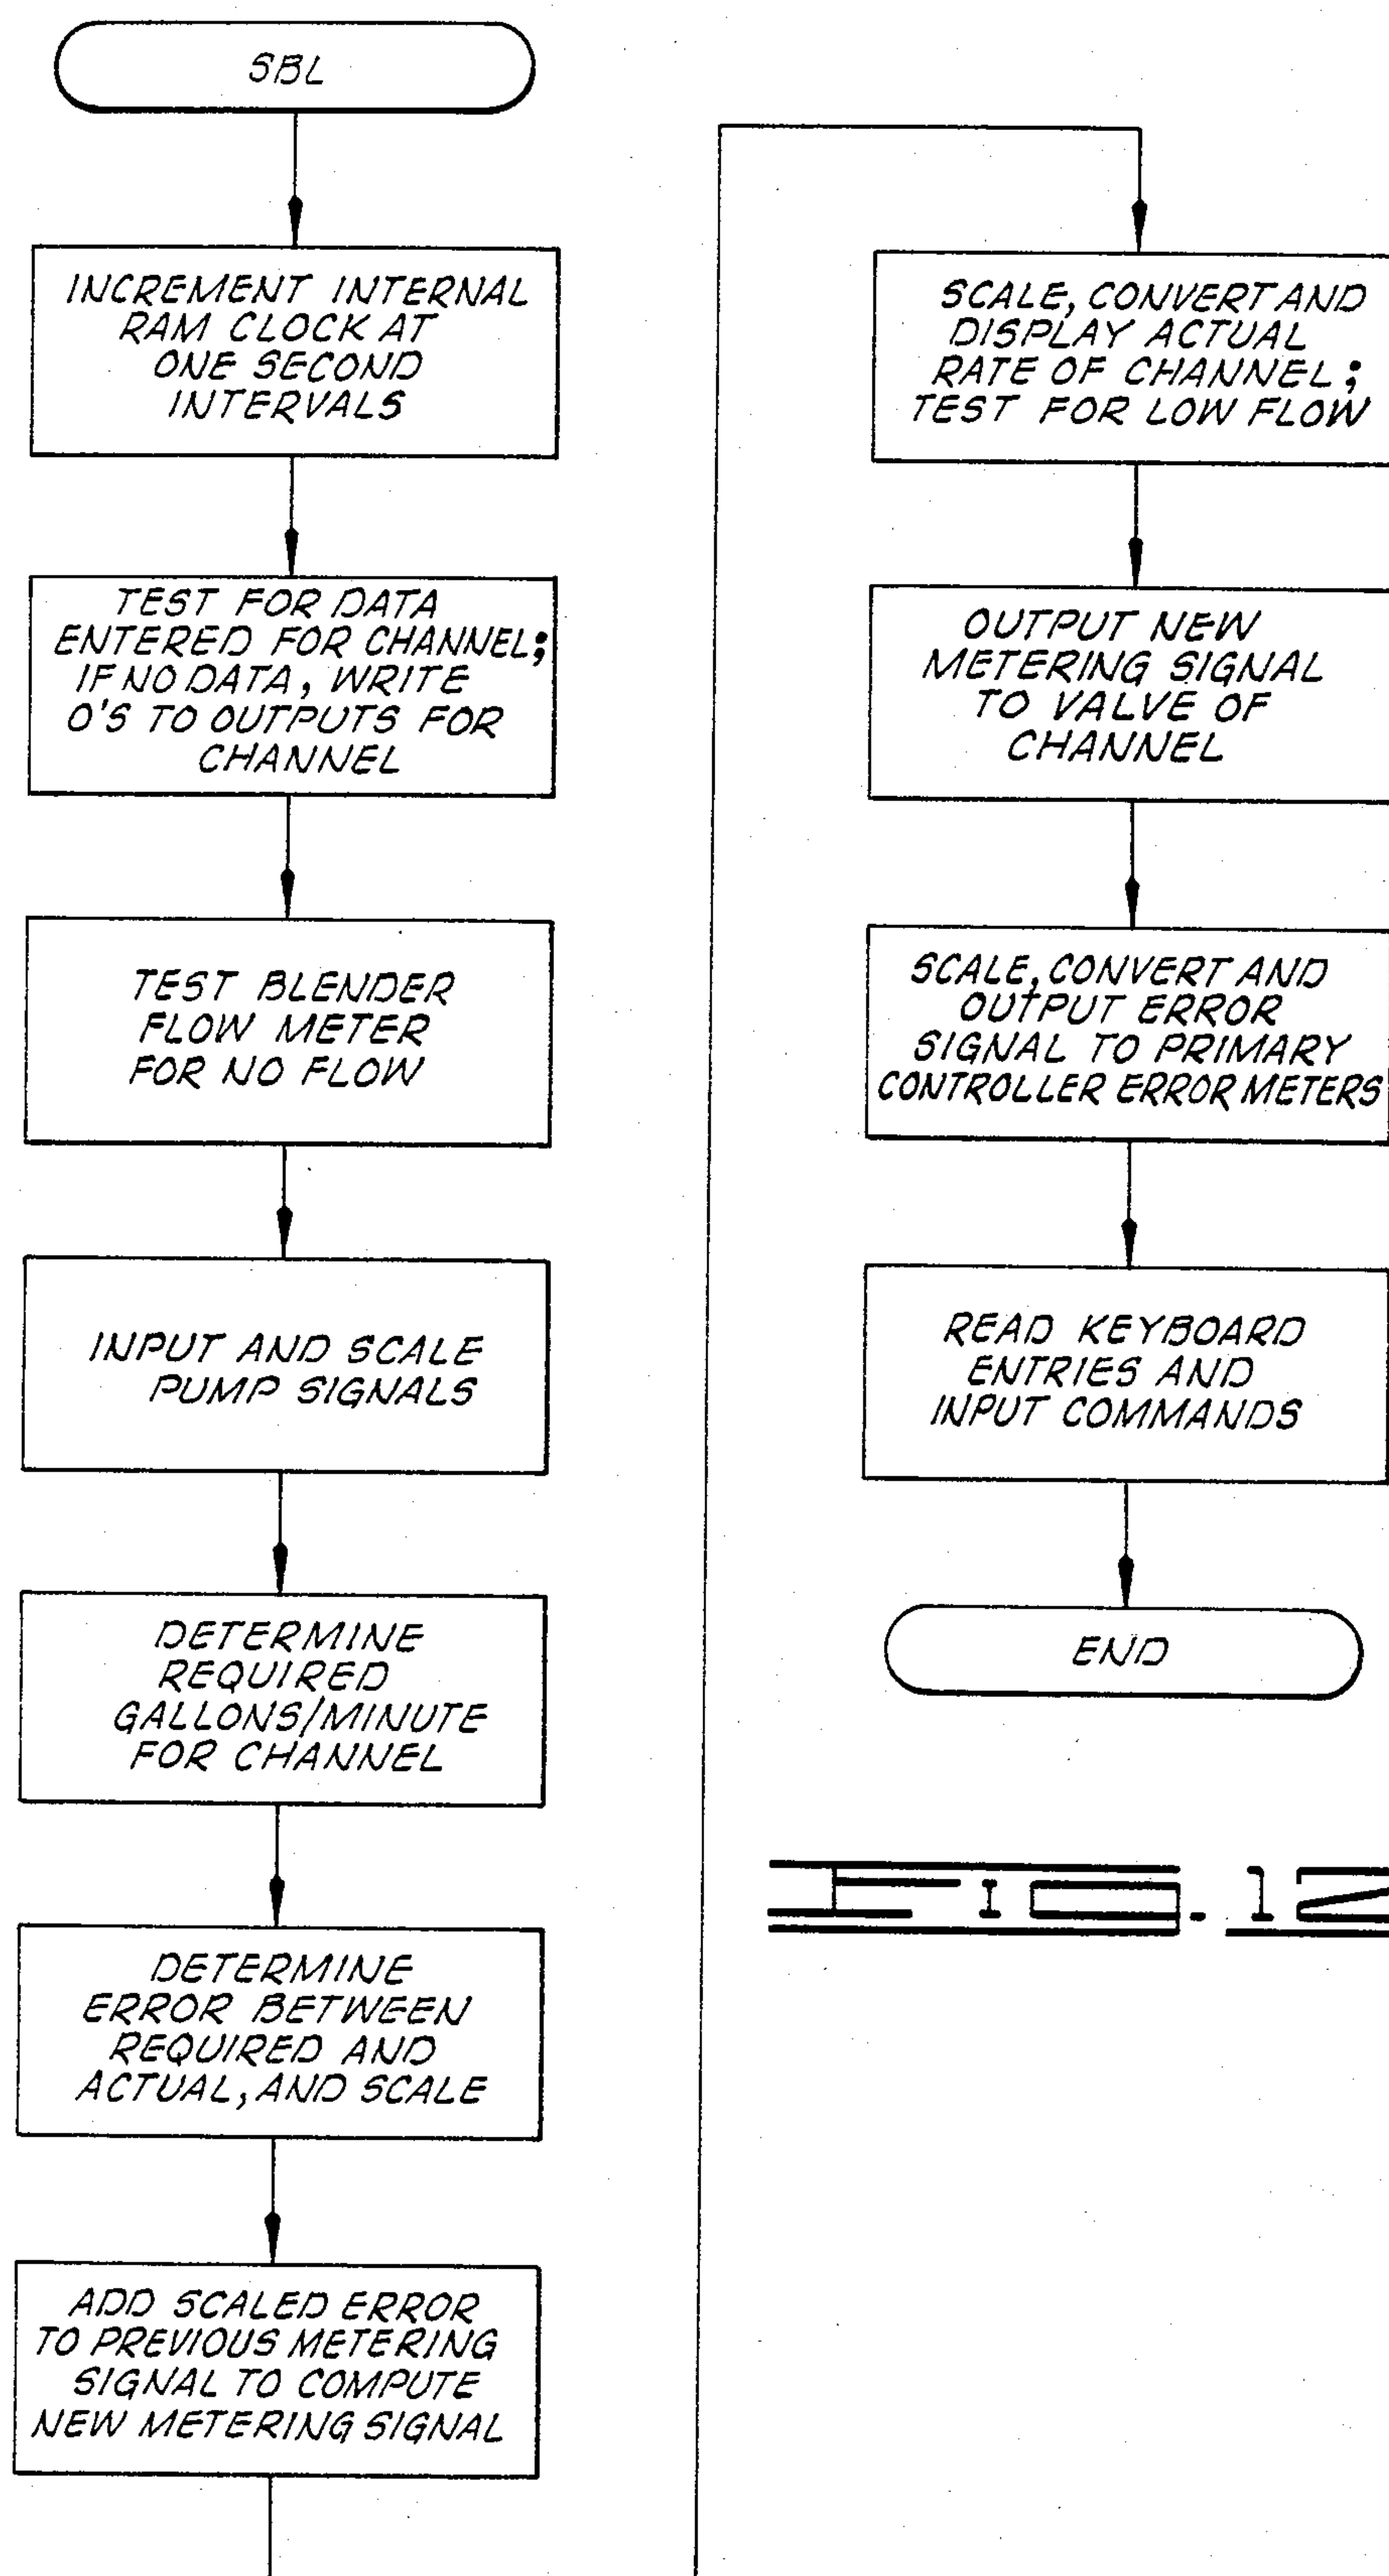 SBL
INCREMENT INTERNAL
RAM CLOCK AT
ONE SECOND
INTERVALS
TEST FOR DATA
ENTERED FOR CHANNEL;
IF NO DATA, WRITE
O'S TO OUTPUTS FOR
CHANNEL
TEST BLENDER
FLOW METER
FOR NO FLOW
INPUT AND SCALE
PUMP SIGNALS
DETERMINE
REQUIRED
GALLONS/MINUTE
FOR CHANNEL
DETERMINE
ERROR BETWEEN
REQUIRED AND
ACTUAL, AND SCALE
ADD SCALED ERROR
TO PREVIOUS METERING
SIGNAL TO COMPUTE
NEW METERING SIGNAL
SCALE, CONVERT AND
DISPLAY ACTUAL
RATE OF CHANNEL;
TEST FOR LOW FLOW
OUTPUT NEW
METERING SIGNAL
TO VALVE OF
CHANNEL
SCALE, CONVERT AND
OUTPUT ERROR
SIGNAL TO PRIMARY
CONTROLLER ERROR METERS
READ KEYBOARD
ENTRIES AND
INPUT COMMANDS
END
FIG. 12